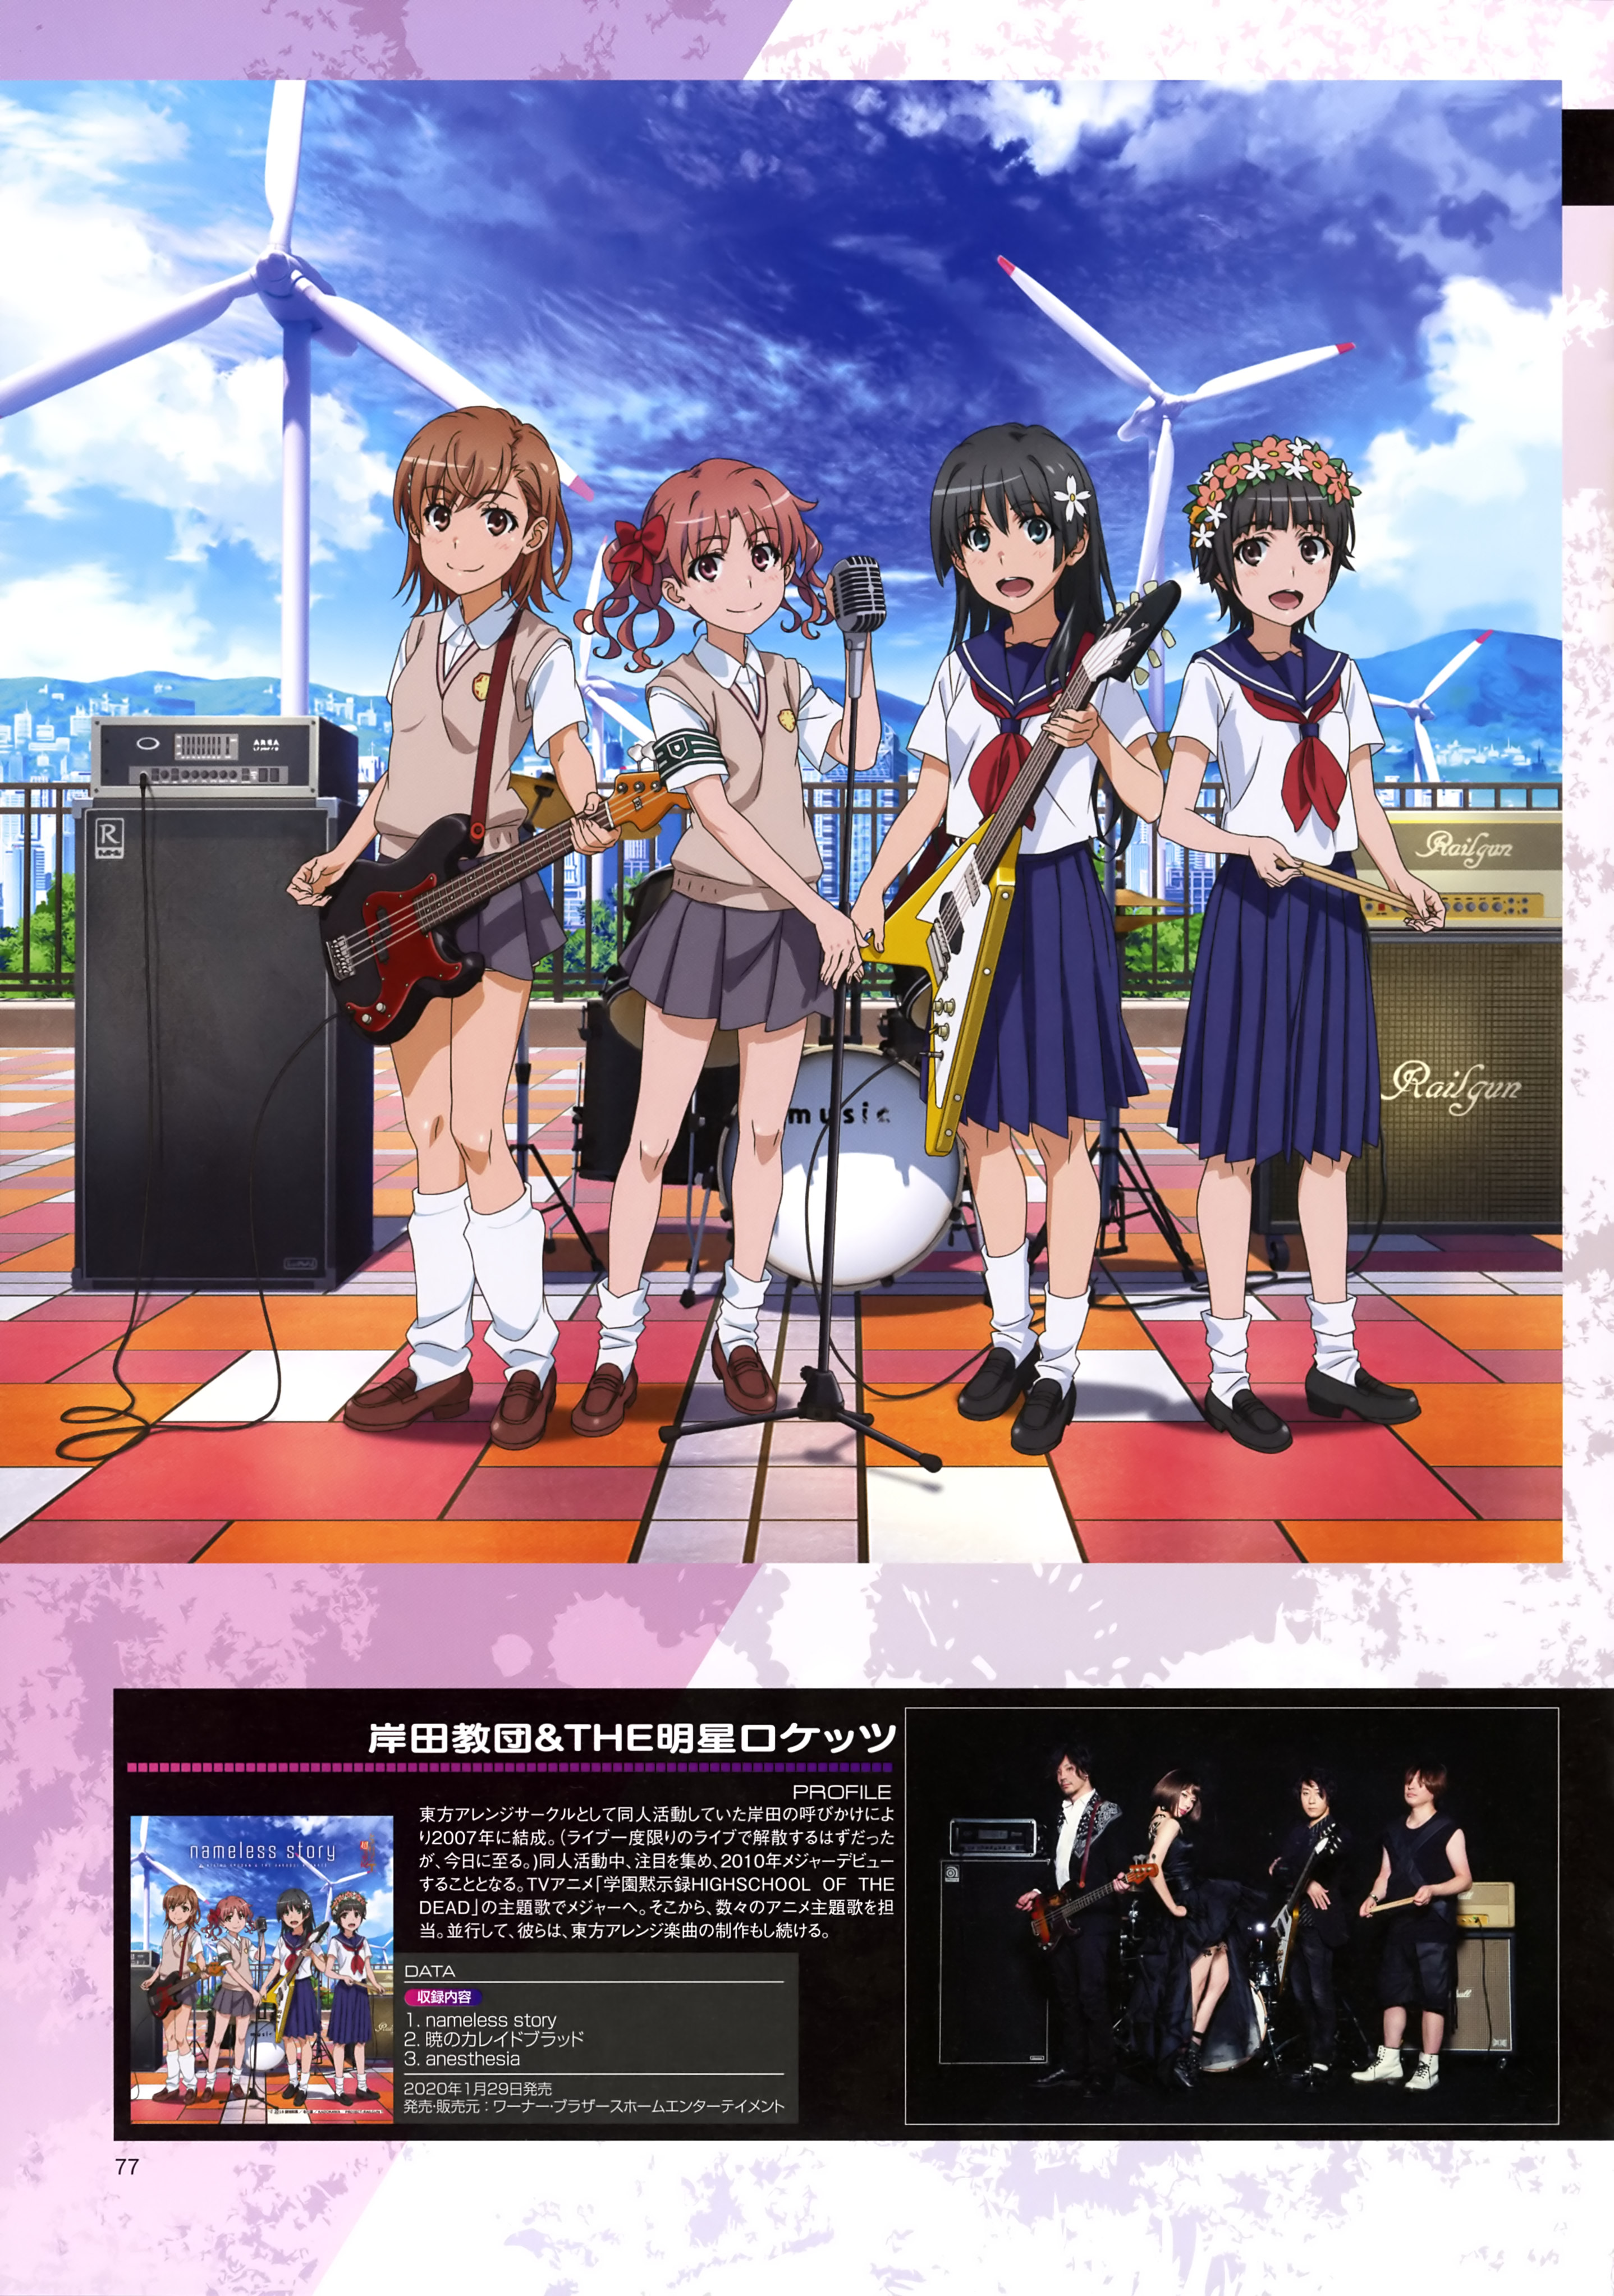 R
Railgun
Railgun
music
岸田教団&THE明星ロケッツ
PROFILE
東方アレンジサークルとして同人活動していた岸田の呼びかけによ
り2007年に結成。(ライブ一度限りのライブで解散するはずだった
が、今日に至る。)同人活動中、注目を集め、2010年メジャーデビュー
することとなる。TVアニメ「学園黙示録HIGHSCHOOL OF THE
DEAD」の主題歌でメジャーへ。そこから、数々のアニメ主題歌を担
当。並行して、彼らは、東方アレンジ楽曲の制作もし続ける。
nameless story
music
DATA
収録内容
1. nameless story
2. 暁のカレイドブラッド
3. anesthesia
2020年1月29日発売
発売・販売元：ワーナー・ブラザースホームエンターテイメント
77